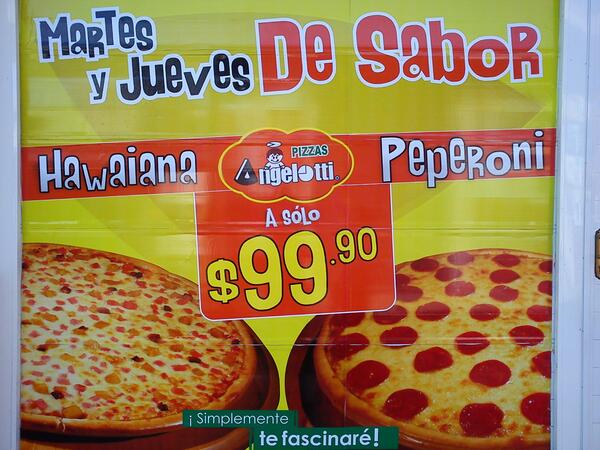 Martes
y Jueves De Sabor
Hawaiana
PIZZAS
Angelotti
Peperoni
A sólo
$99.90
¡Simplemente
te fascinaré!